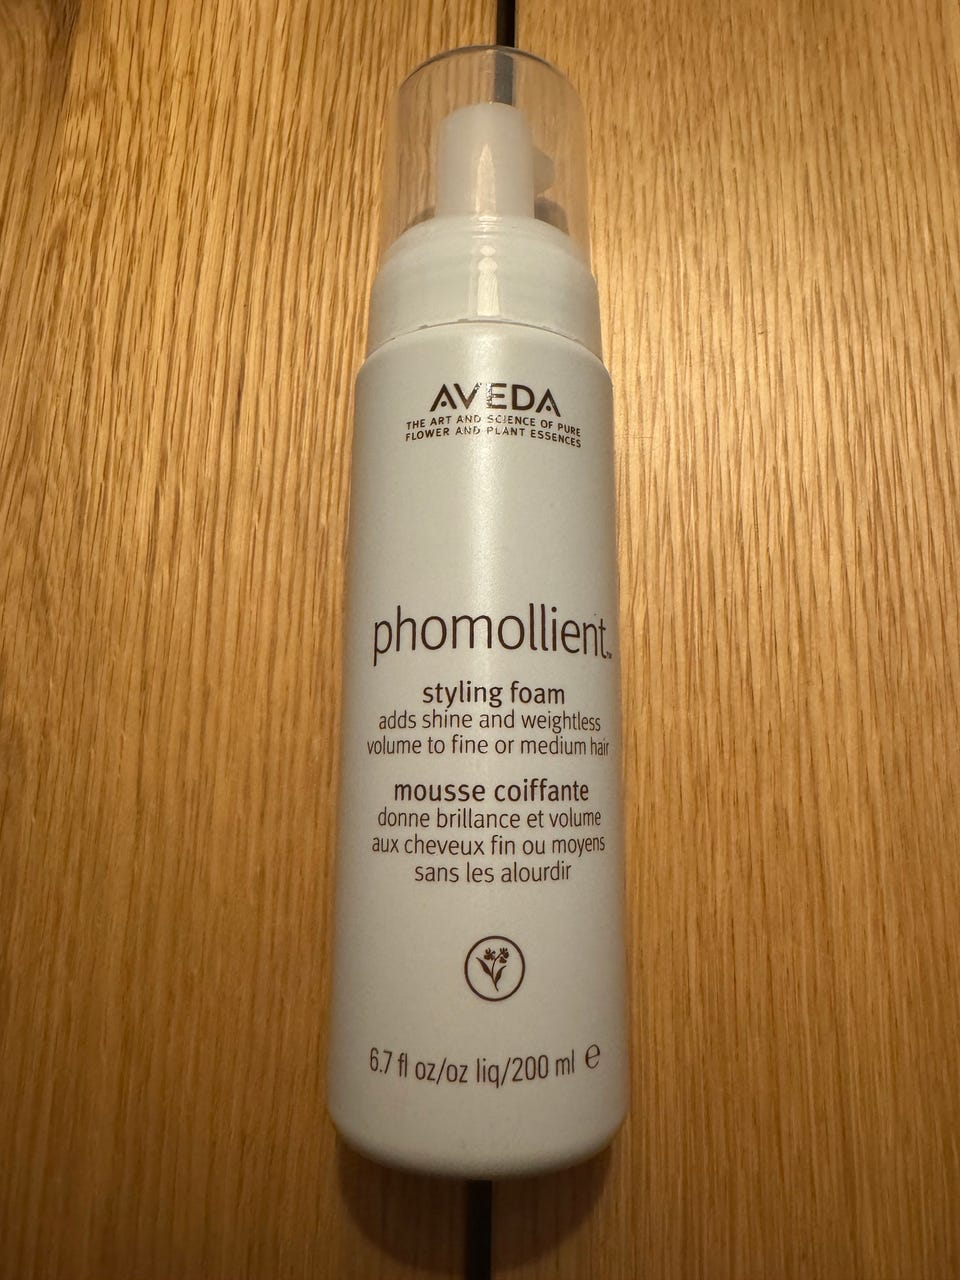 AVEDA
THE ART AND SCIENCE OF PURE
FLOWER AND PLANT ESSENCES
phomollient™
styling foam
adds shine and weightless
volume to fine or medium hair
mousse coiffante
donne brillance et volume
aux cheveux fin ou moyens
sans les alourdir
6.7 fl oz/oz liq/200 ml ℮